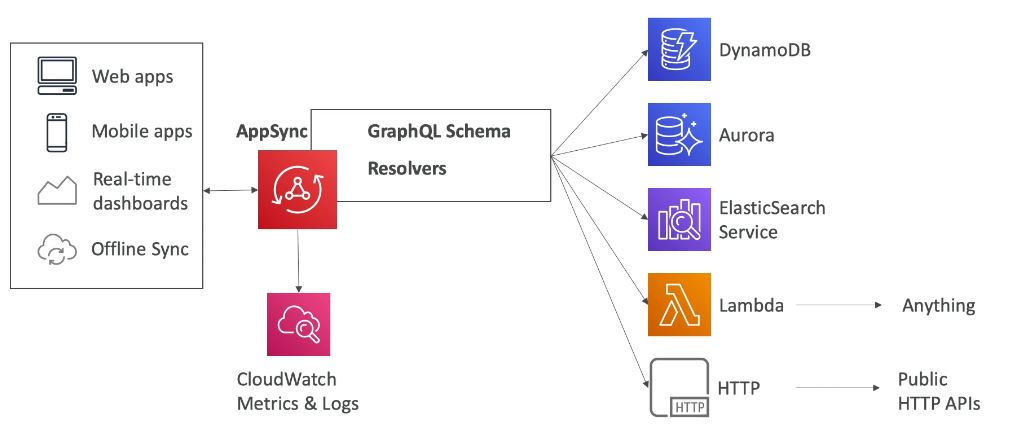 Web apps
Mobile apps
Real-time
dashboards
Offline Sync
AppSync
GraphQL Schema
Resolvers
CloudWatch
Metrics & Logs
DynamoDB
Aurora
ElasticSearch
Service
Lambda
Anything
HTTP
HTTP
Public
HTTP APIs